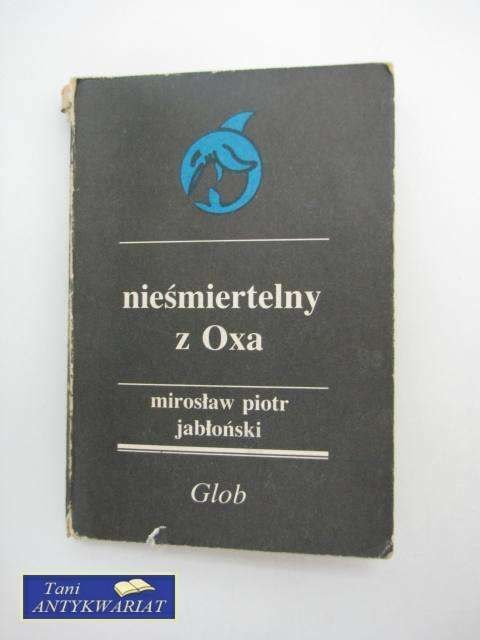 nieśmiertelny
z Oxa
mirosław piotr
jabłoński
Glob
Tani
ANTYKWARIAT